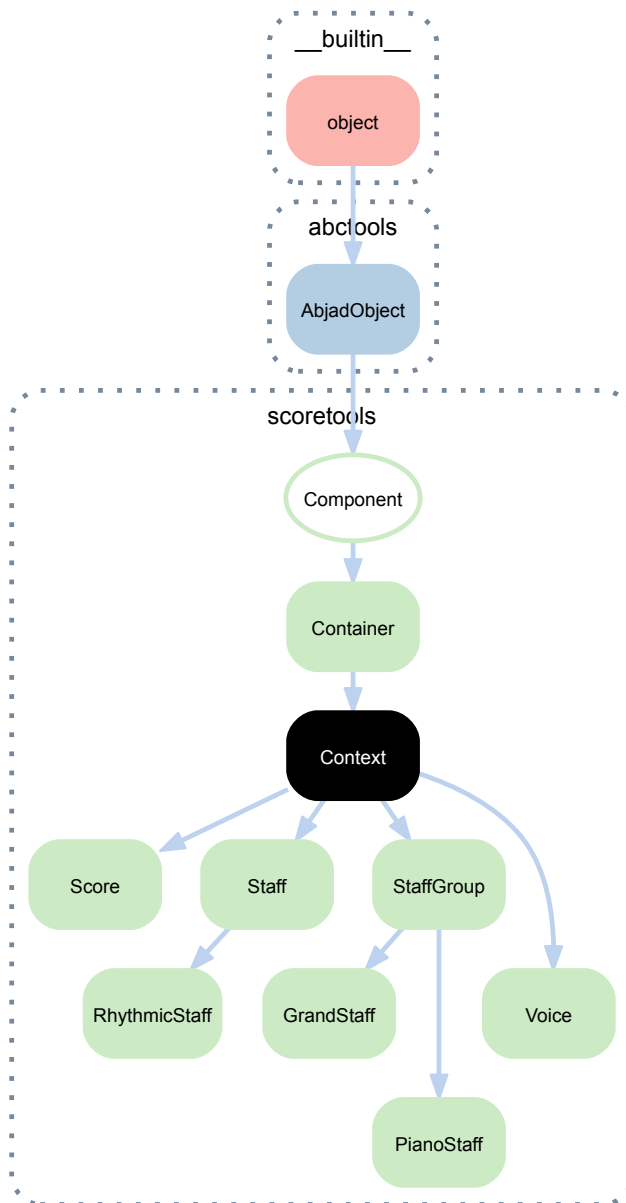 __builtin__
object
abctools
AbjadObject
scoretools
Component
Container
Context
Score
Staff
StaffGroup
RhythmicStaff
GrandStaff
Voice
PianoStaff